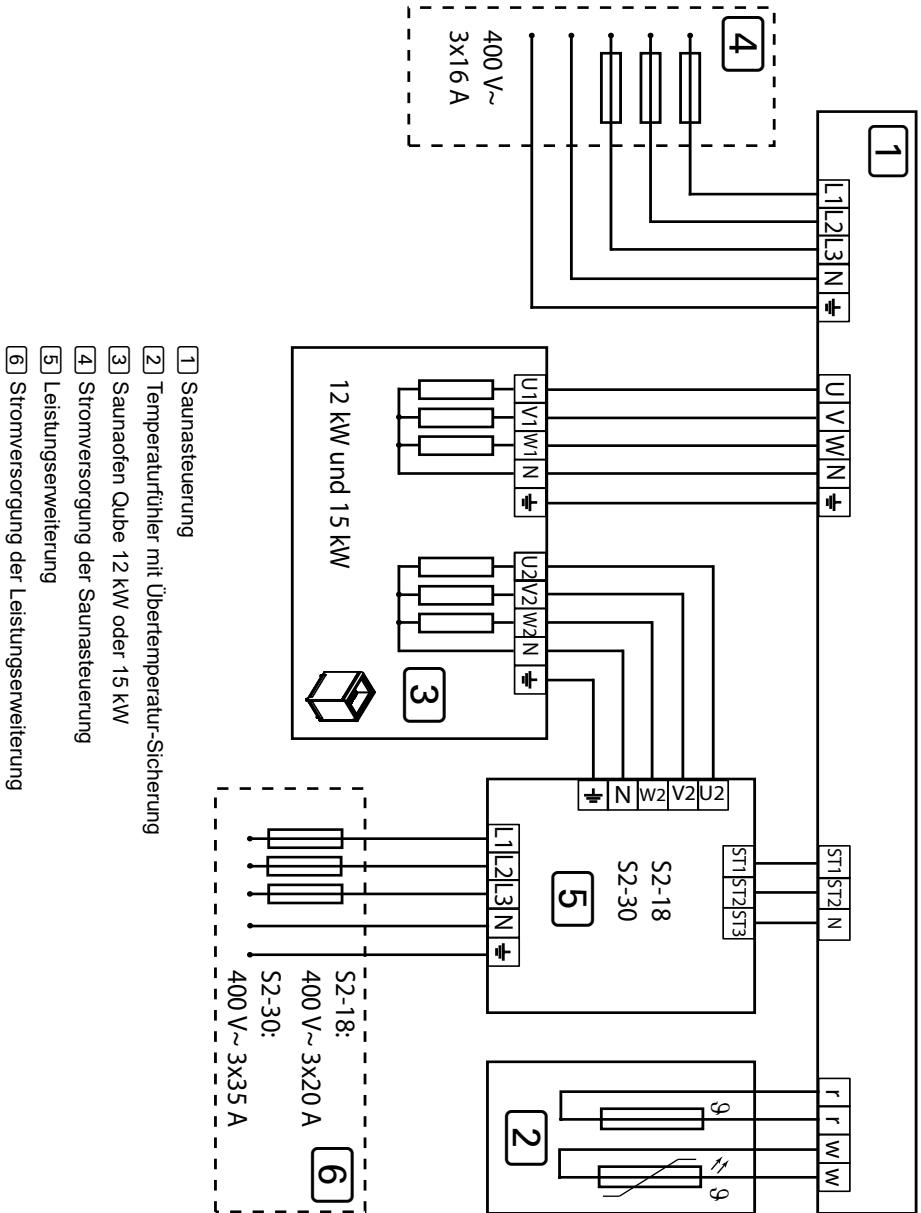 1
L1 L2 L3 N ⏚
U V W N ⏚
ST1 ST2 N
r r w w
4
400 V~
3x16 A
U1 V1 W1 N ⏚
U2 V2 W2 N ⏚
12 kW und 15 kW
3
ST1 ST2 ST3
⏚ N W2 V2 U2
S2-18
S2-30
5
L1 L2 L3 N ⏚
S2-18:
400 V~ 3x20 A
S2-30:
400 V~ 3x35 A
6
ϑ
ϑ
2
1 Saunasteuerung
2 Temperaturfühler mit Übertemperatur-Sicherung
3 Saunaofen Qube 12 kW oder 15 kW
4 Stromversorgung der Saunasteuerung
5 Leistungserweiterung
6 Stromversorgung der Leistungserweiterung